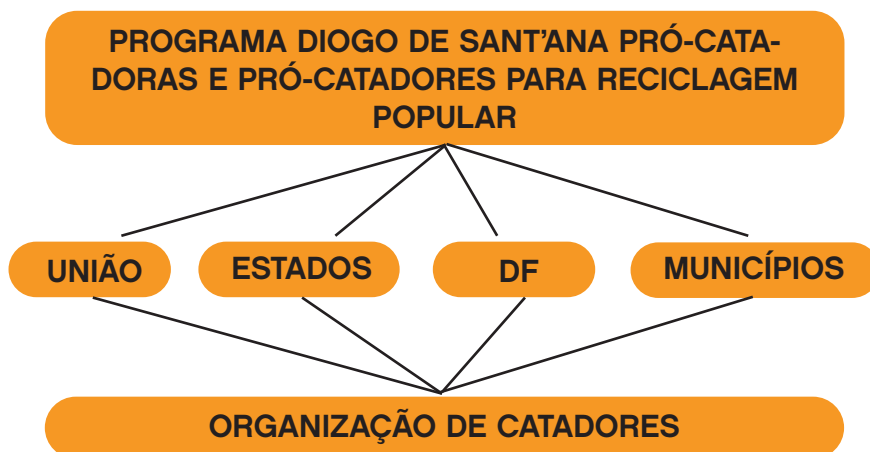 PROGRAMA DIOGO DE SANT’ANA PRÓ-CATA-
DORAS E PRÓ-CATADORES PARA RECICLAGEM
POPULAR
UNIÃO
ESTADOS
DF
MUNICÍPIOS
ORGANIZAÇÃO DE CATADORES